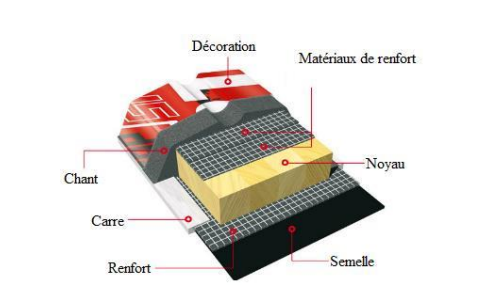 Décoration
Matériaux de renfort
Noyau
Chant
Carre
Renfort
Semelle